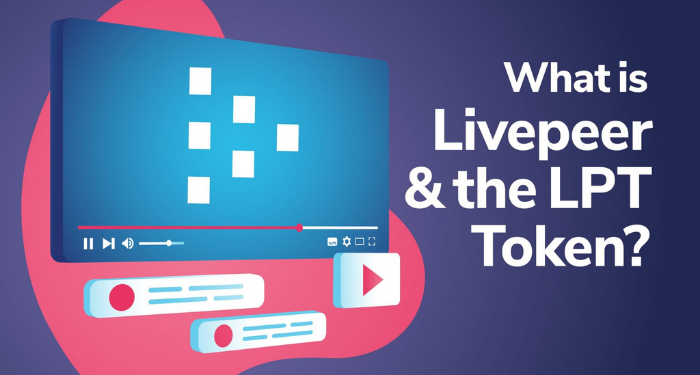 What is
Livepeer
& the LPT
Token?